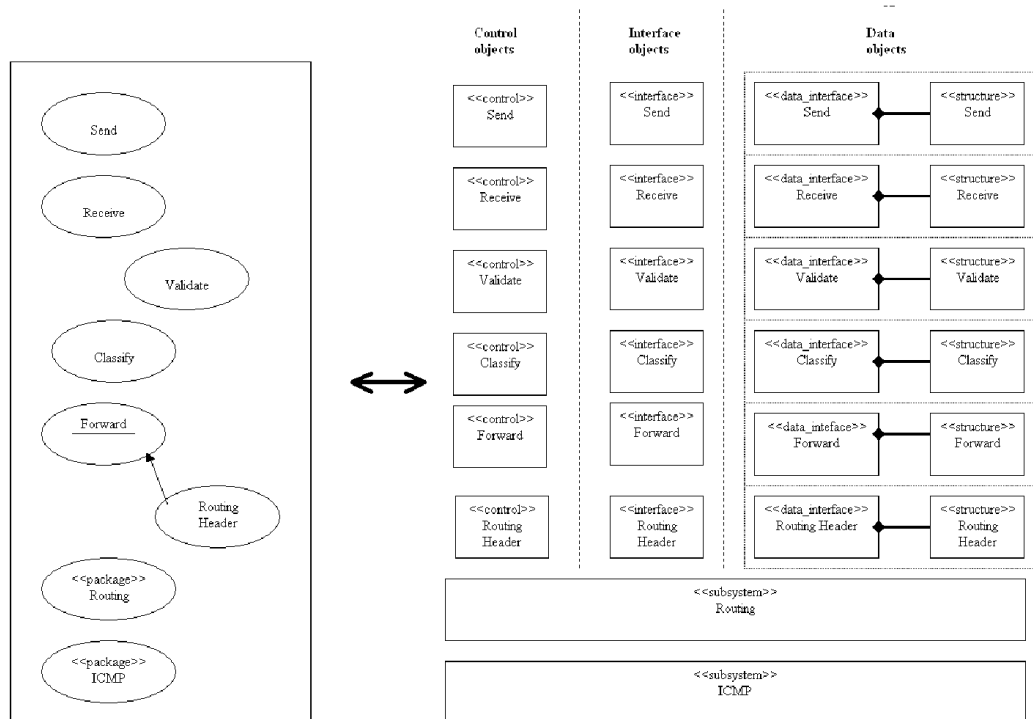 Send
Receive
Validate
Classify
Forward
Routing
Header
<<package>>
Routing
<<package>>
ICMP
Control
objects
Interface
objects
Data
objects
<<control>>
Send
<<interface>>
Send
<<data_interface>>
Send
<<structure>>
Send
<<control>>
Receive
<<interface>>
Receive
<<data_interface>>
Receive
<<structure>>
Receive
<<control>>
Validate
<<interface>>
Validate
<<data_interface>>
Validate
<<structure>>
Validate
<<control>>
Classify
<<interface>>
Classify
<<data_interface>>
Classify
<<structure>>
Classify
<<control>>
Forward
<<interface>>
Forward
<<data_inteface>>
Forward
<<structure>>
Forward
<<control>>
Routing
Header
<<interface>>
Routing
Header
<<data_interface>>
Routing Header
<<structure>>
Routing
Header
<<subsystem>>
Routing
<<subsystem>>
ICMP